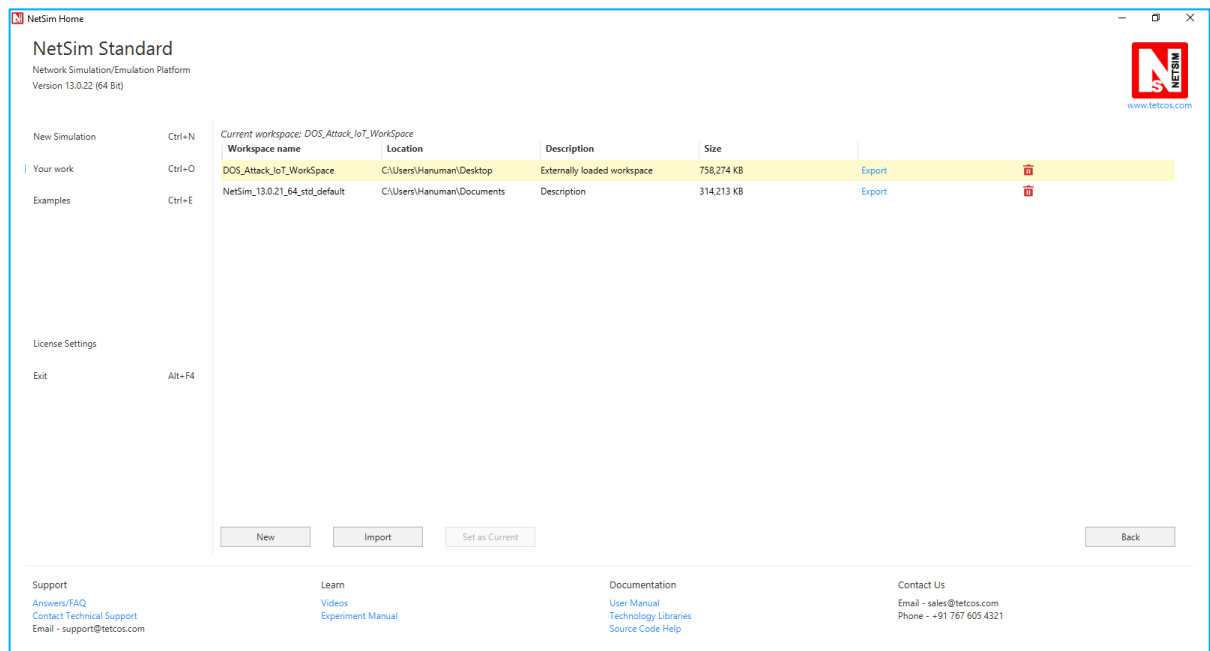 NetSim Home
NetSim Standard
Network Simulation/Emulation Platform
Version 13.0.22 (64 Bit)
NETSIM
www.tetcos.com
New Simulation Ctrl+N
Your work Ctrl+O
Examples Ctrl+E
License Settings
Exit Alt+F4
Current workspace: DOS_Attack_IoT_WorkSpace
Workspace name Location Description Size
DOS_Attack_IoT_WorkSpace C:\Users\Hanuman\Desktop Externally loaded workspace 758,274 KB Export
NetSim_13.0.21_64_std_default C:\Users\Hanuman\Documents Description 314,213 KB Export
New Import Set as Current Back
Support
Answers/FAQ
Contact Technical Support
Email - support@tetcos.com
Learn
Videos
Experiment Manual
Documentation
User Manual
Technology Libraries
Source Code Help
Contact Us
Email - sales@tetcos.com
Phone - +91 767 605 4321